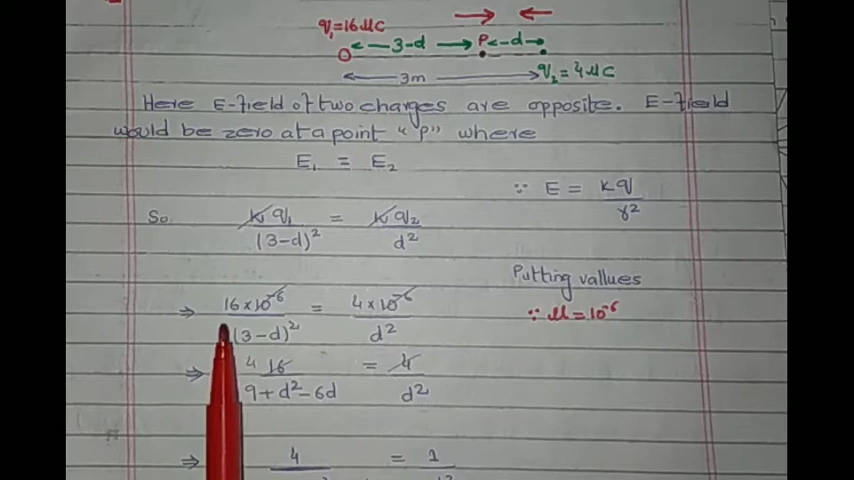 q₁=16μC
3-d P d
3m q₂=4μC
Here E-field of two charges are opposite. E-field
would be zero at a point "P" where
E₁ = E₂
∵ E = kq/r²
So. kq₁/(3-d)² = kq₂/d²
Putting vallues
⇒ 16×10⁻⁶/(3-d)² = 4×10⁻⁶/d² ∵ μ=10⁻⁶
⇒ 4 16/9+d²-6d = 4/d²
⇒ 4 = 1